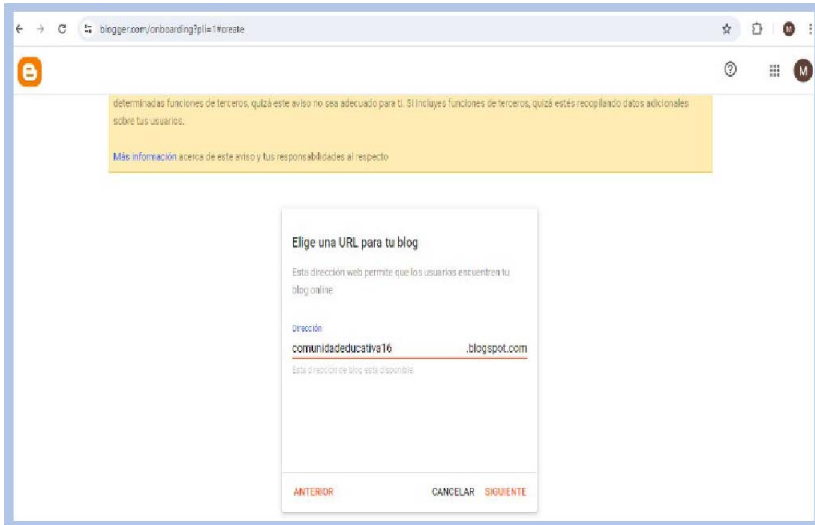 blogger.com/onboarding?pli=1#create
M
M
determinadas funciones de terceros, quizá este aviso no sea adecuado para ti. Si incluyes funciones de terceros, quizá estés recopilando datos adicionales
sobre tus usuarios.
Más información acerca de este aviso y tus responsabilidades al respecto
Elige una URL para tu blog
Esta dirección web permite que los usuarios encuentren tu
blog online
Dirección
comunidadeducativa16 .blogspot.com
Esta dirección de blog está disponible.
ANTERIOR CANCELAR SIGUIENTE